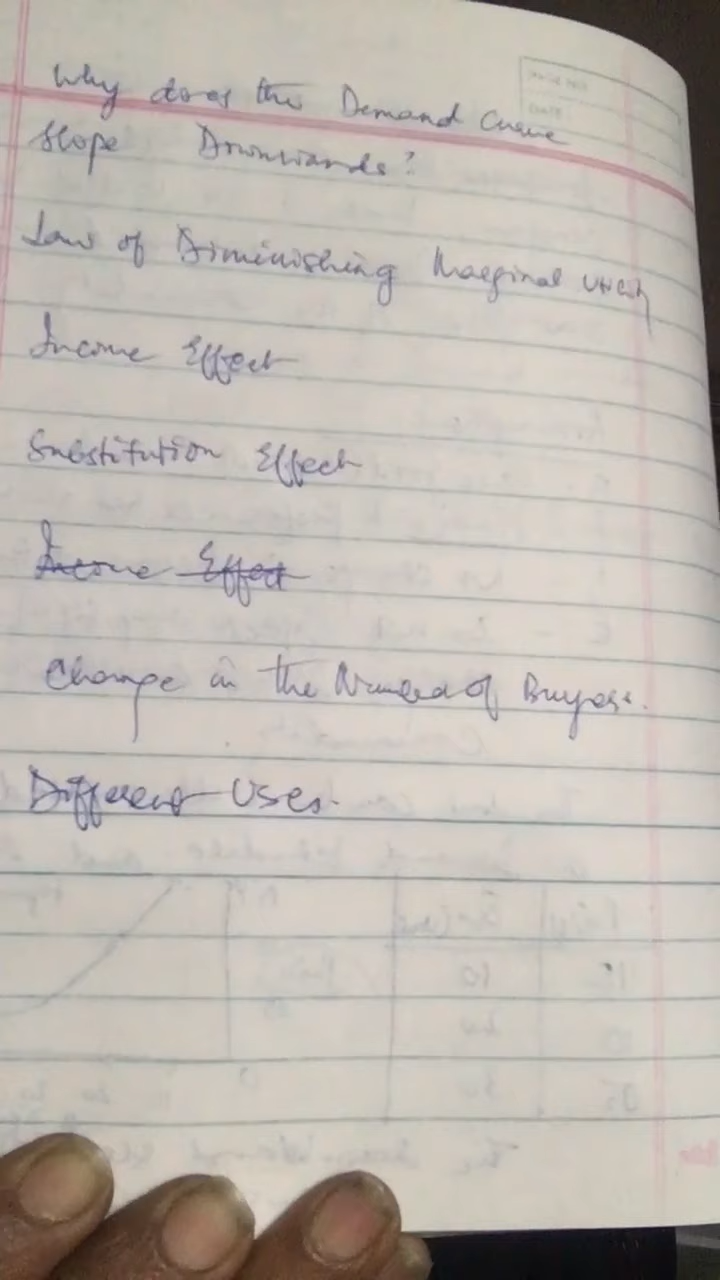 Why does the Demand Curve
Slope Downwards?
Law of Diminishing Marginal Utility
Income Effect
Substitution Effect
Income Effect
Change in the Number of Buyers.
Different Uses.